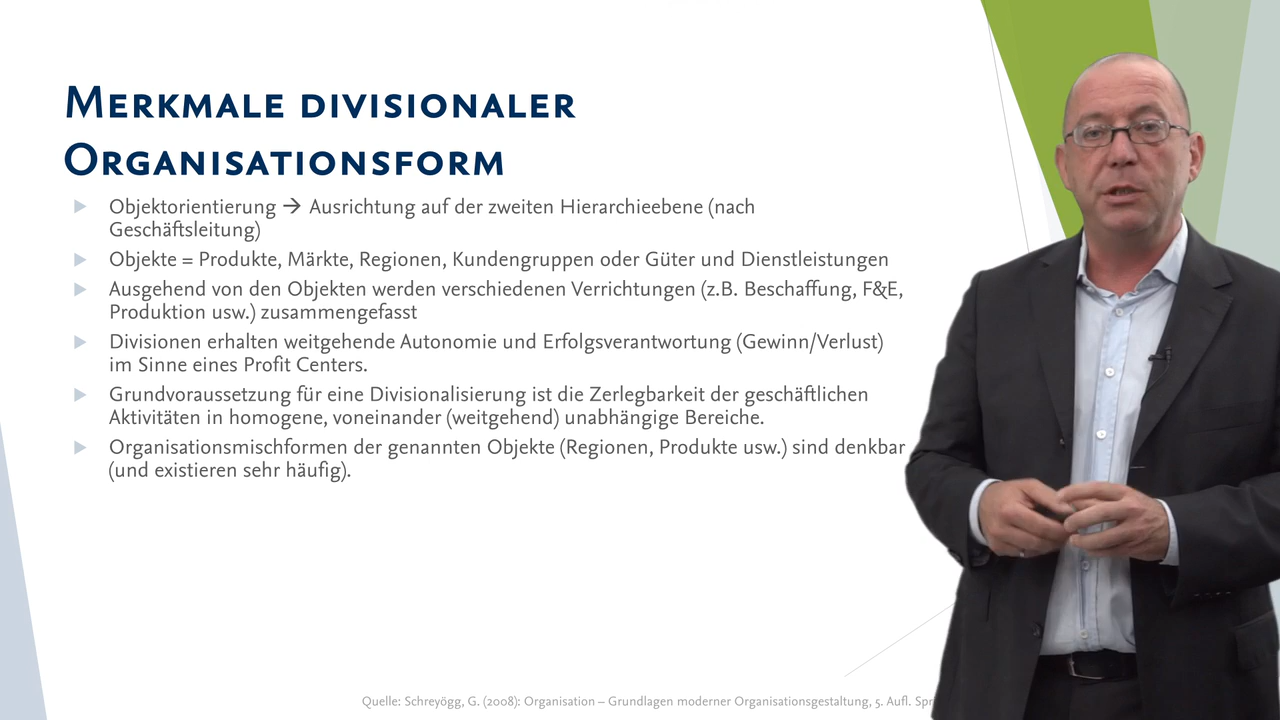 Merkmale divisionaler
Organisationsform
Objektorientierung → Ausrichtung auf der zweiten Hierarchieebene (nach
Geschäftsleitung)
Objekte = Produkte, Märkte, Regionen, Kundengruppen oder Güter und Dienstleistungen
Ausgehend von den Objekten werden verschiedenen Verrichtungen (z.B. Beschaffung, F&E,
Produktion usw.) zusammengefasst
Divisionen erhalten weitgehende Autonomie und Erfolgsverantwortung (Gewinn/Verlust)
im Sinne eines Profit Centers.
Grundvoraussetzung für eine Divisionalisierung ist die Zerlegbarkeit der geschäftlichen
Aktivitäten in homogene, voneinander (weitgehend) unabhängige Bereiche.
Organisationsmischformen der genannten Objekte (Regionen, Produkte usw.) sind denkbar
(und existieren sehr häufig).
Quelle: Schreyögg, G. (2008): Organisation – Grundlagen moderner Organisationsgestaltung, 5. Aufl.